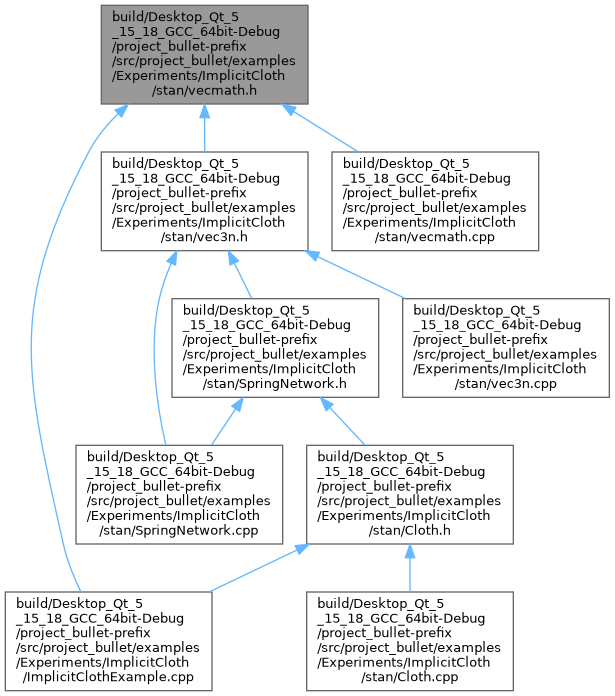 build/Desktop_Qt_5
_15_18_GCC_64bit-Debug
/project_bullet-prefix
/src/project_bullet/examples
/Experiments/ImplicitCloth
/stan/vecmath.h
build/Desktop_Qt_5
_15_18_GCC_64bit-Debug
/project_bullet-prefix
/src/project_bullet/examples
/Experiments/ImplicitCloth
/stan/vec3n.h
build/Desktop_Qt_5
_15_18_GCC_64bit-Debug
/project_bullet-prefix
/src/project_bullet/examples
/Experiments/ImplicitCloth
/stan/vecmath.cpp
build/Desktop_Qt_5
_15_18_GCC_64bit-Debug
/project_bullet-prefix
/src/project_bullet/examples
/Experiments/ImplicitCloth
/stan/SpringNetwork.h
build/Desktop_Qt_5
_15_18_GCC_64bit-Debug
/project_bullet-prefix
/src/project_bullet/examples
/Experiments/ImplicitCloth
/stan/vec3n.cpp
build/Desktop_Qt_5
_15_18_GCC_64bit-Debug
/project_bullet-prefix
/src/project_bullet/examples
/Experiments/ImplicitCloth
/stan/SpringNetwork.cpp
build/Desktop_Qt_5
_15_18_GCC_64bit-Debug
/project_bullet-prefix
/src/project_bullet/examples
/Experiments/ImplicitCloth
/stan/Cloth.h
build/Desktop_Qt_5
_15_18_GCC_64bit-Debug
/project_bullet-prefix
/src/project_bullet/examples
/Experiments/ImplicitCloth
/ImplicitClothExample.cpp
build/Desktop_Qt_5
_15_18_GCC_64bit-Debug
/project_bullet-prefix
/src/project_bullet/examples
/Experiments/ImplicitCloth
/stan/Cloth.cpp